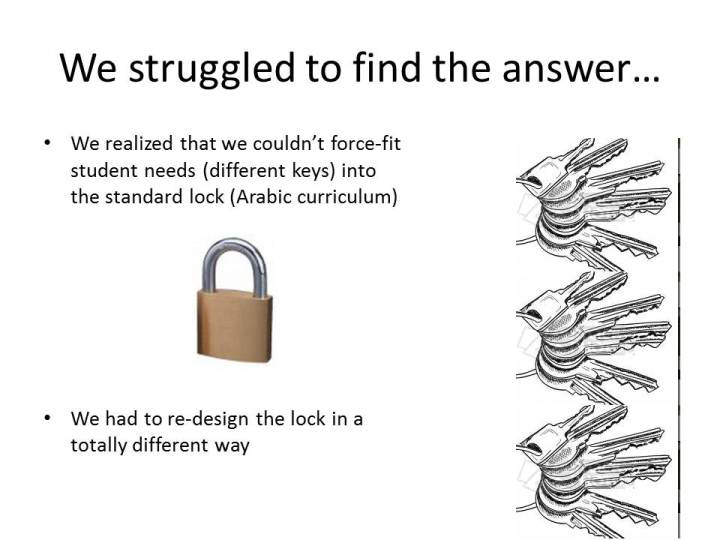 We struggled to find the answer…
• We realized that we couldn’t force-fit
student needs (different keys) into
the standard lock (Arabic curriculum)
• We had to re-design the lock in a
totally different way